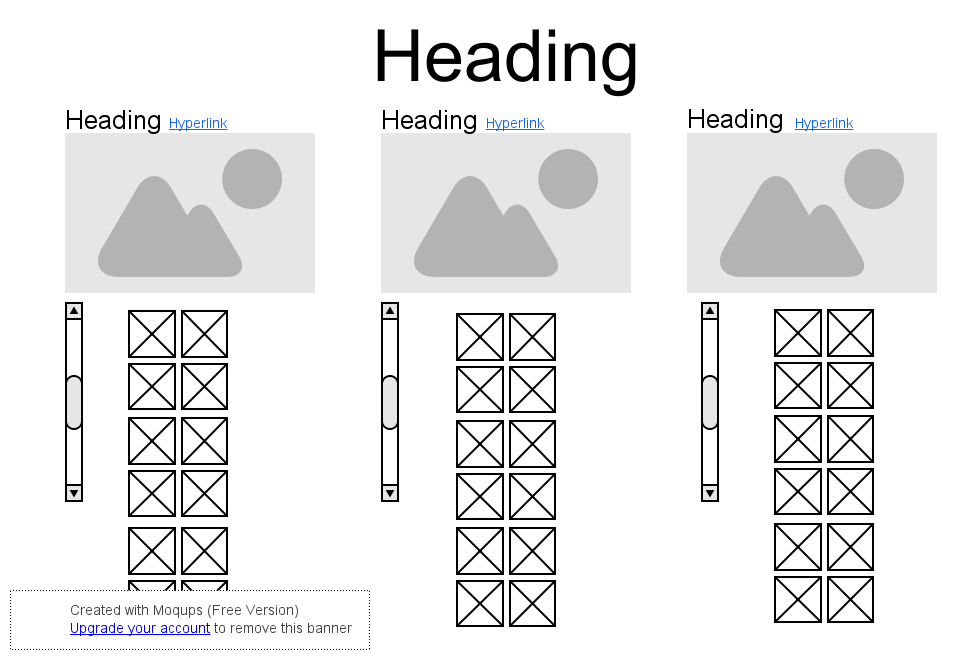 Heading
Heading Hyperlink
Heading Hyperlink
Heading Hyperlink
Created with Moqups (Free Version)
Upgrade your account to remove this banner